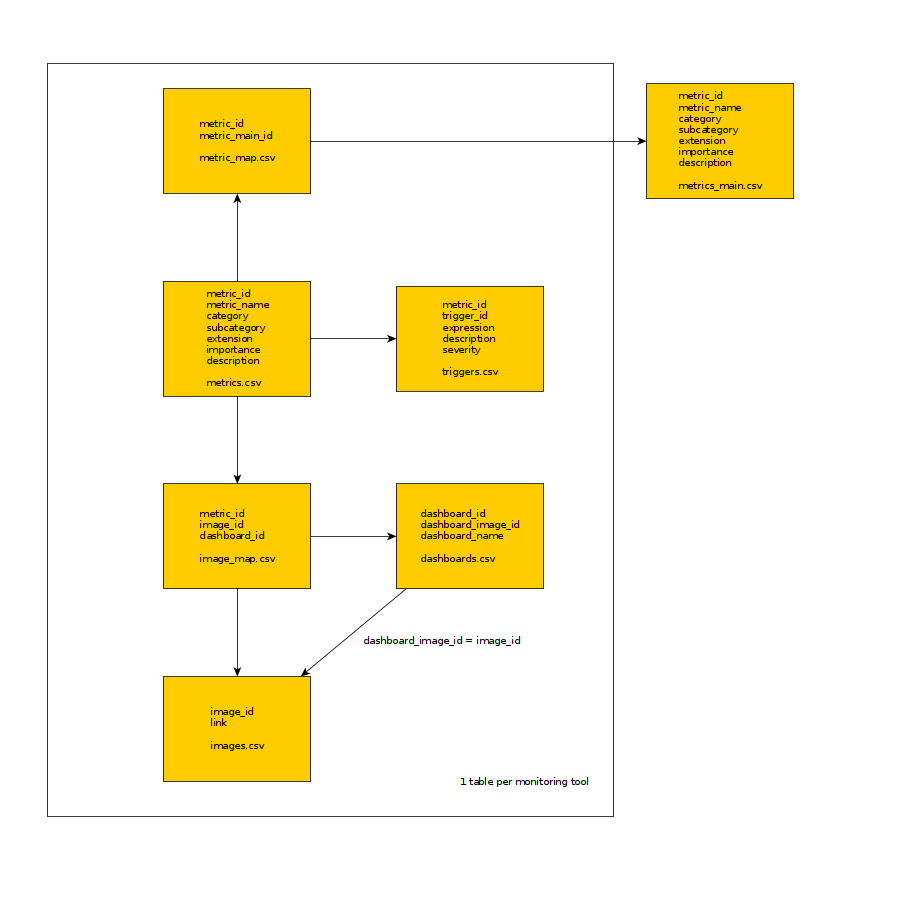 metric_id
metric_main_id
metric_map.csv
metric_id
metric_name
category
subcategory
extension
importance
description
metrics_main.csv
metric_id
metric_name
category
subcategory
extension
importance
description
metrics.csv
metric_id
trigger_id
expression
description
severity
triggers.csv
metric_id
image_id
dashboard_id
image_map.csv
dashboard_id
dashboard_image_id
dashboard_name
dashboards.csv
dashboard_image_id = image_id
image_id
link
images.csv
1 table per monitoring tool